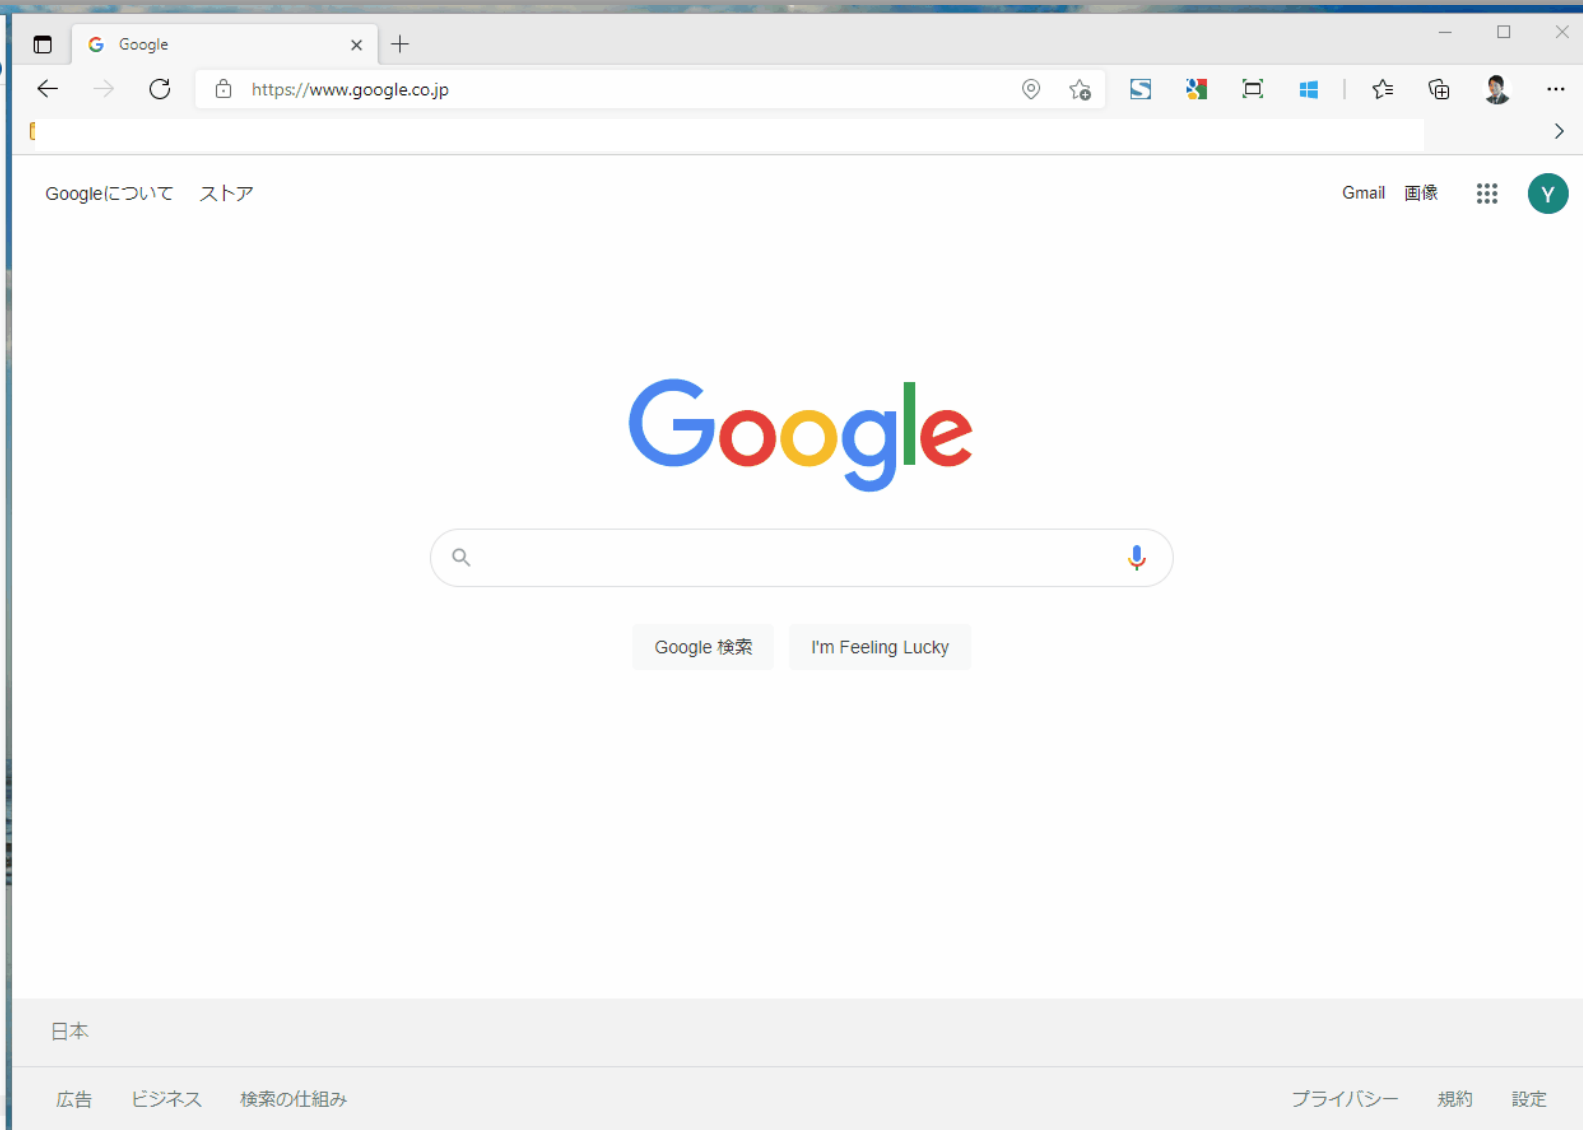 Google
https://www.google.co.jp
Googleについて ストア
Gmail 画像
Y
Google
Google 検索 I'm Feeling Lucky
日本
広告 ビジネス 検索の仕組み
プライバシー 規約 設定